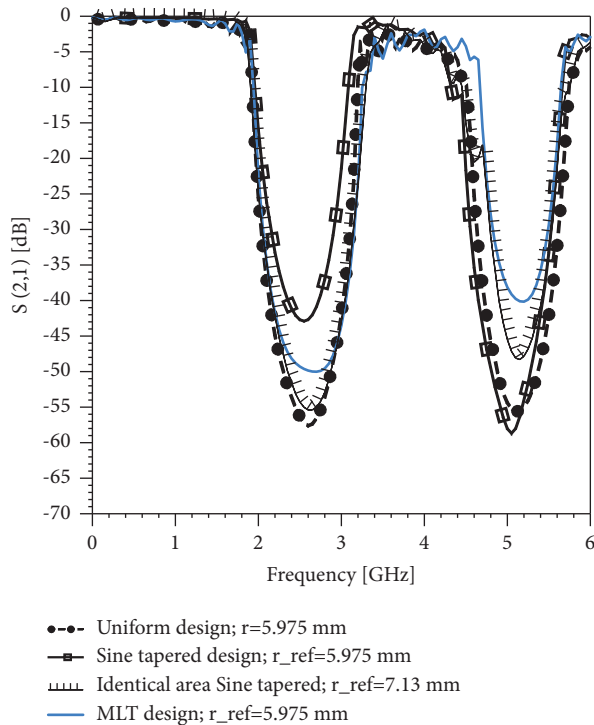 0
-5
-10
-15
-20
-25
-30
-35
-40
-45
-50
-55
-60
-65
-70
S (2,1) [dB]
0 1 2 3 4 5 6
Frequency [GHz]
Uniform design; r=5.975 mm
Sine tapered design; r_ref=5.975 mm
Identical area Sine tapered; r_ref=7.13 mm
MLT design; r_ref=5.975 mm